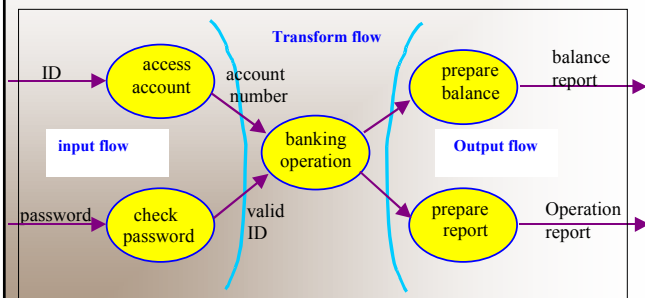 Transform flow
ID
access
account
account
number
prepare
balance
balance
report
input flow
banking
operation
Output flow
password
check
password
valid
ID
prepare
report
Operation
report